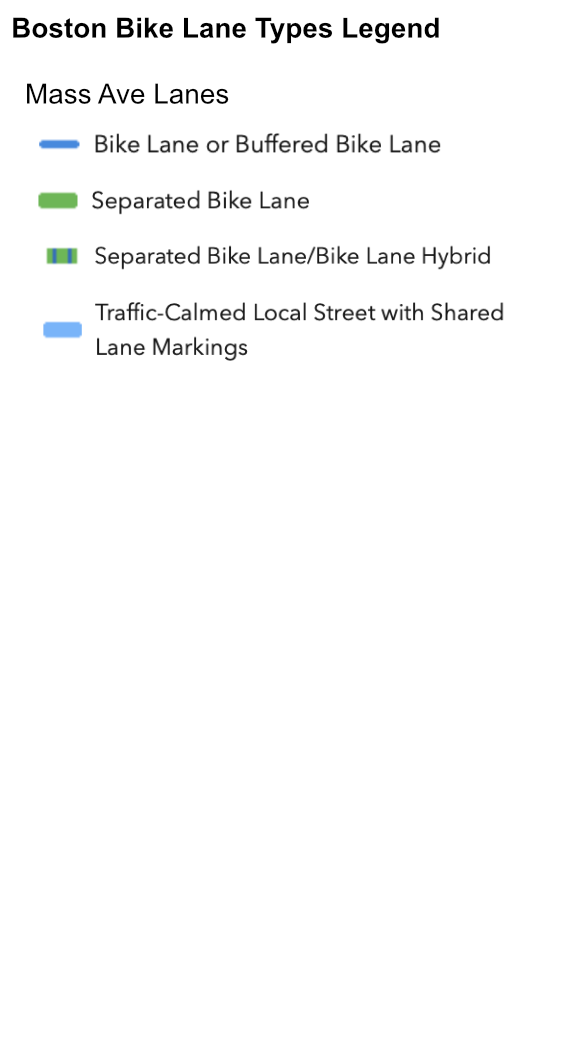 Boston Bike Lane Types Legend
Mass Ave Lanes
Bike Lane or Buffered Bike Lane
Separated Bike Lane
Separated Bike Lane/Bike Lane Hybrid
Traffic-Calmed Local Street with Shared
Lane Markings